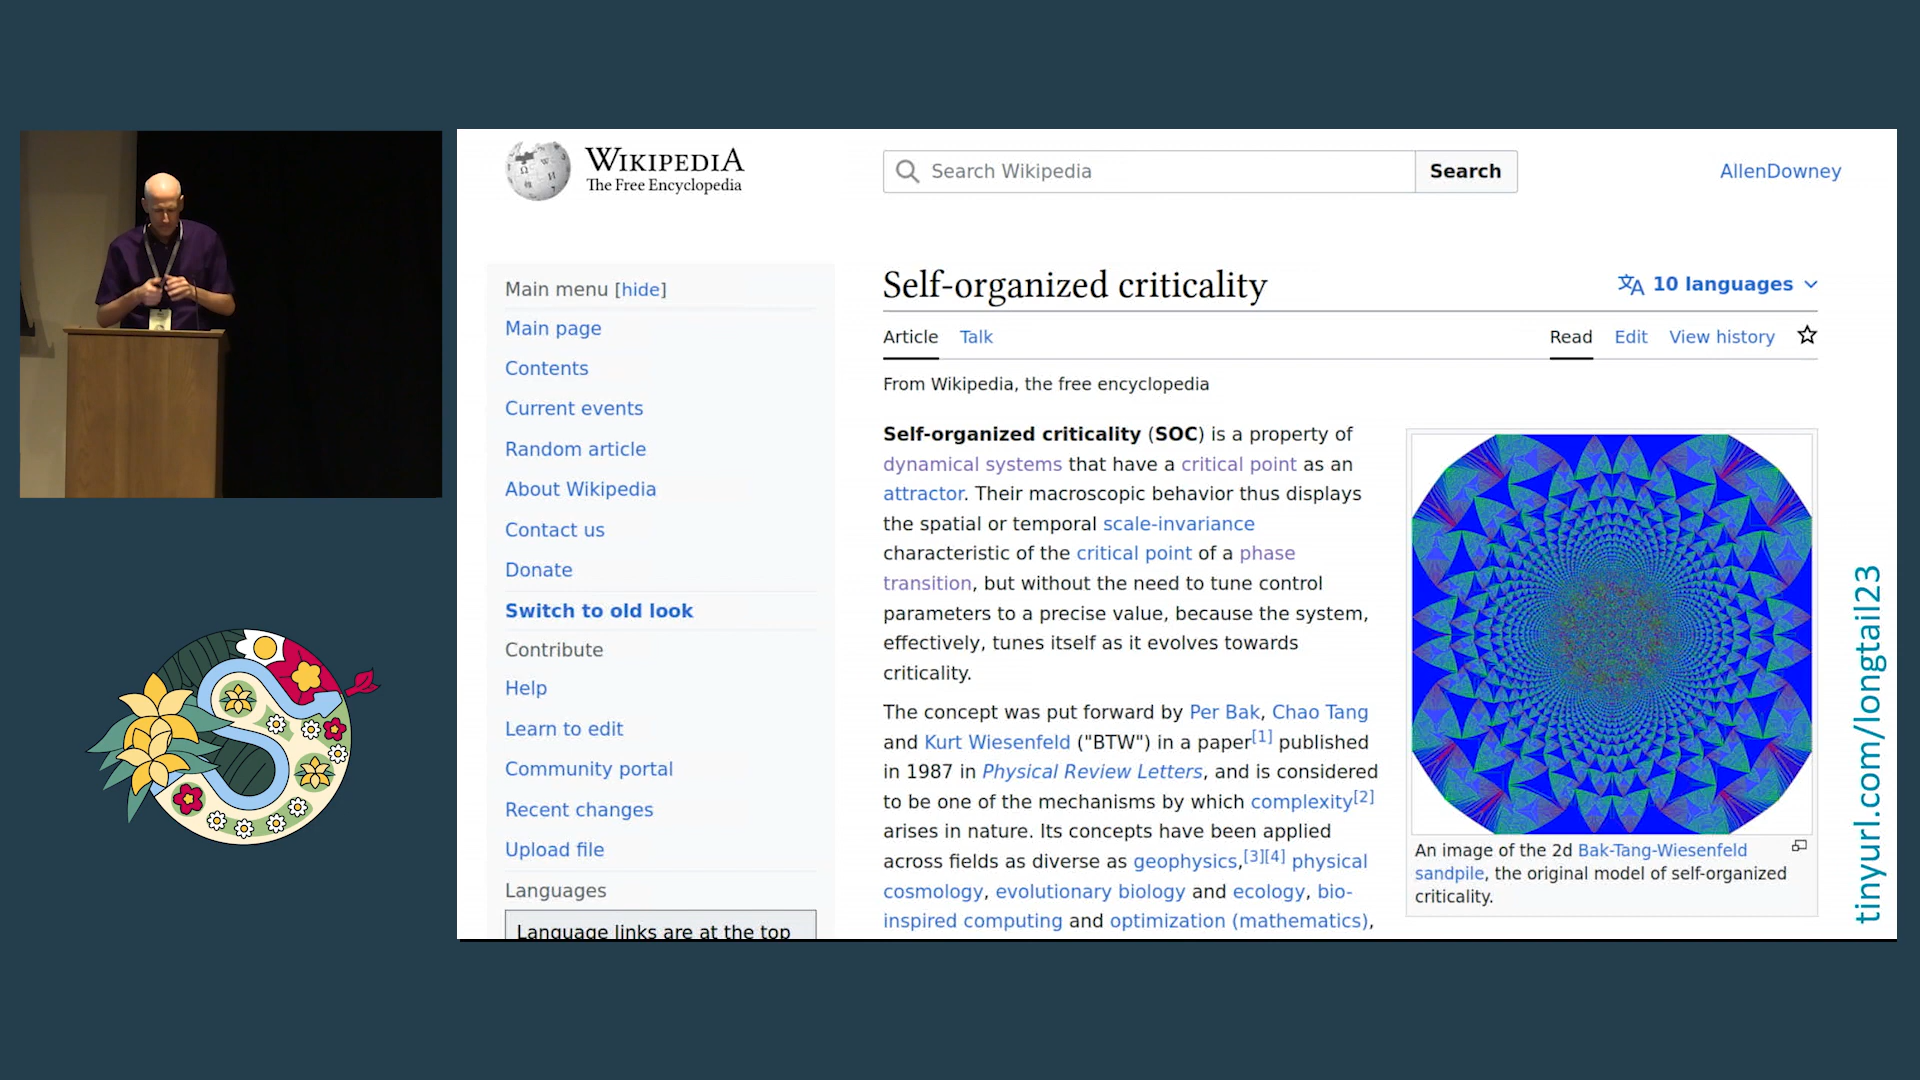 WIKIPEDIA
The Free Encyclopedia
Search Wikipedia
Search
AllenDowney
Main menu [hide]
Main page
Contents
Current events
Random article
About Wikipedia
Contact us
Donate
Switch to old look
Contribute
Help
Learn to edit
Community portal
Recent changes
Upload file
Languages
Language links are at the top
Self-organized criticality
10 languages
Article Talk
Read Edit View history
From Wikipedia, the free encyclopedia
Self-organized criticality (SOC) is a property of
dynamical systems that have a critical point as an
attractor. Their macroscopic behavior thus displays
the spatial or temporal scale-invariance
characteristic of the critical point of a phase
transition, but without the need to tune control
parameters to a precise value, because the system,
effectively, tunes itself as it evolves towards
criticality.
The concept was put forward by Per Bak, Chao Tang
and Kurt Wiesenfeld ("BTW") in a paper[1] published
in 1987 in Physical Review Letters, and is considered
to be one of the mechanisms by which complexity[2]
arises in nature. Its concepts have been applied
across fields as diverse as geophysics,[3][4] physical
cosmology, evolutionary biology and ecology, bio-
inspired computing and optimization (mathematics),
An image of the 2d Bak-Tang-Wiesenfeld
sandpile, the original model of self-organized
criticality.
tinyurl.com/longtail23